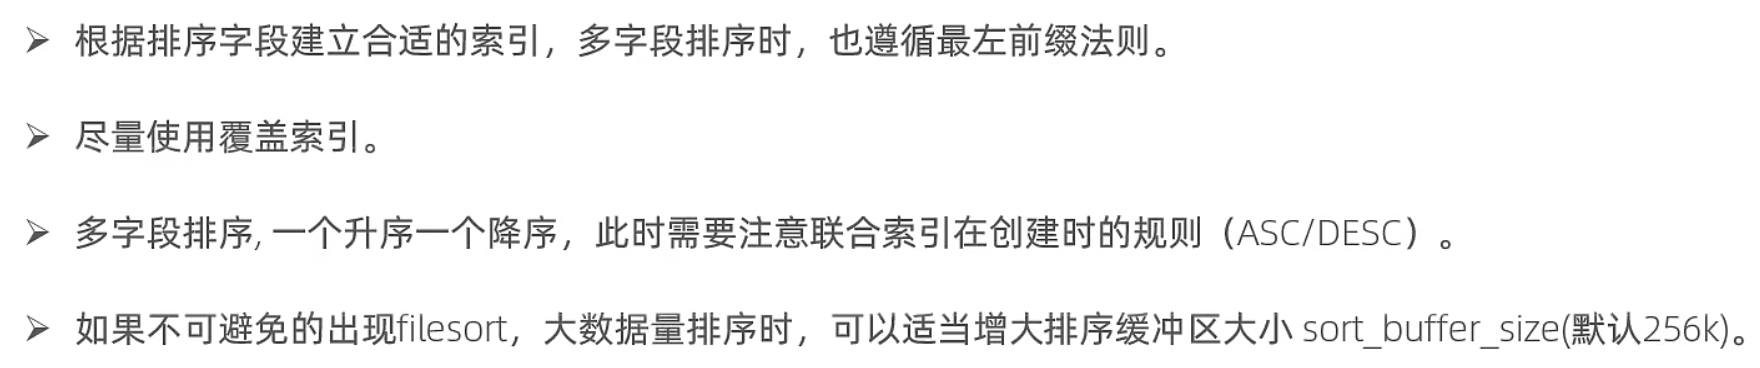 ➢ 根据排序字段建立合适的索引，多字段排序时，也遵循最左前缀法则。
➢ 尽量使用覆盖索引。
➢ 多字段排序, 一个升序一个降序，此时需要注意联合索引在创建时的规则（ASC/DESC）。
➢ 如果不可避免的出现filesort，大数据量排序时，可以适当增大排序缓冲区大小 sort_buffer_size(默认256k)。